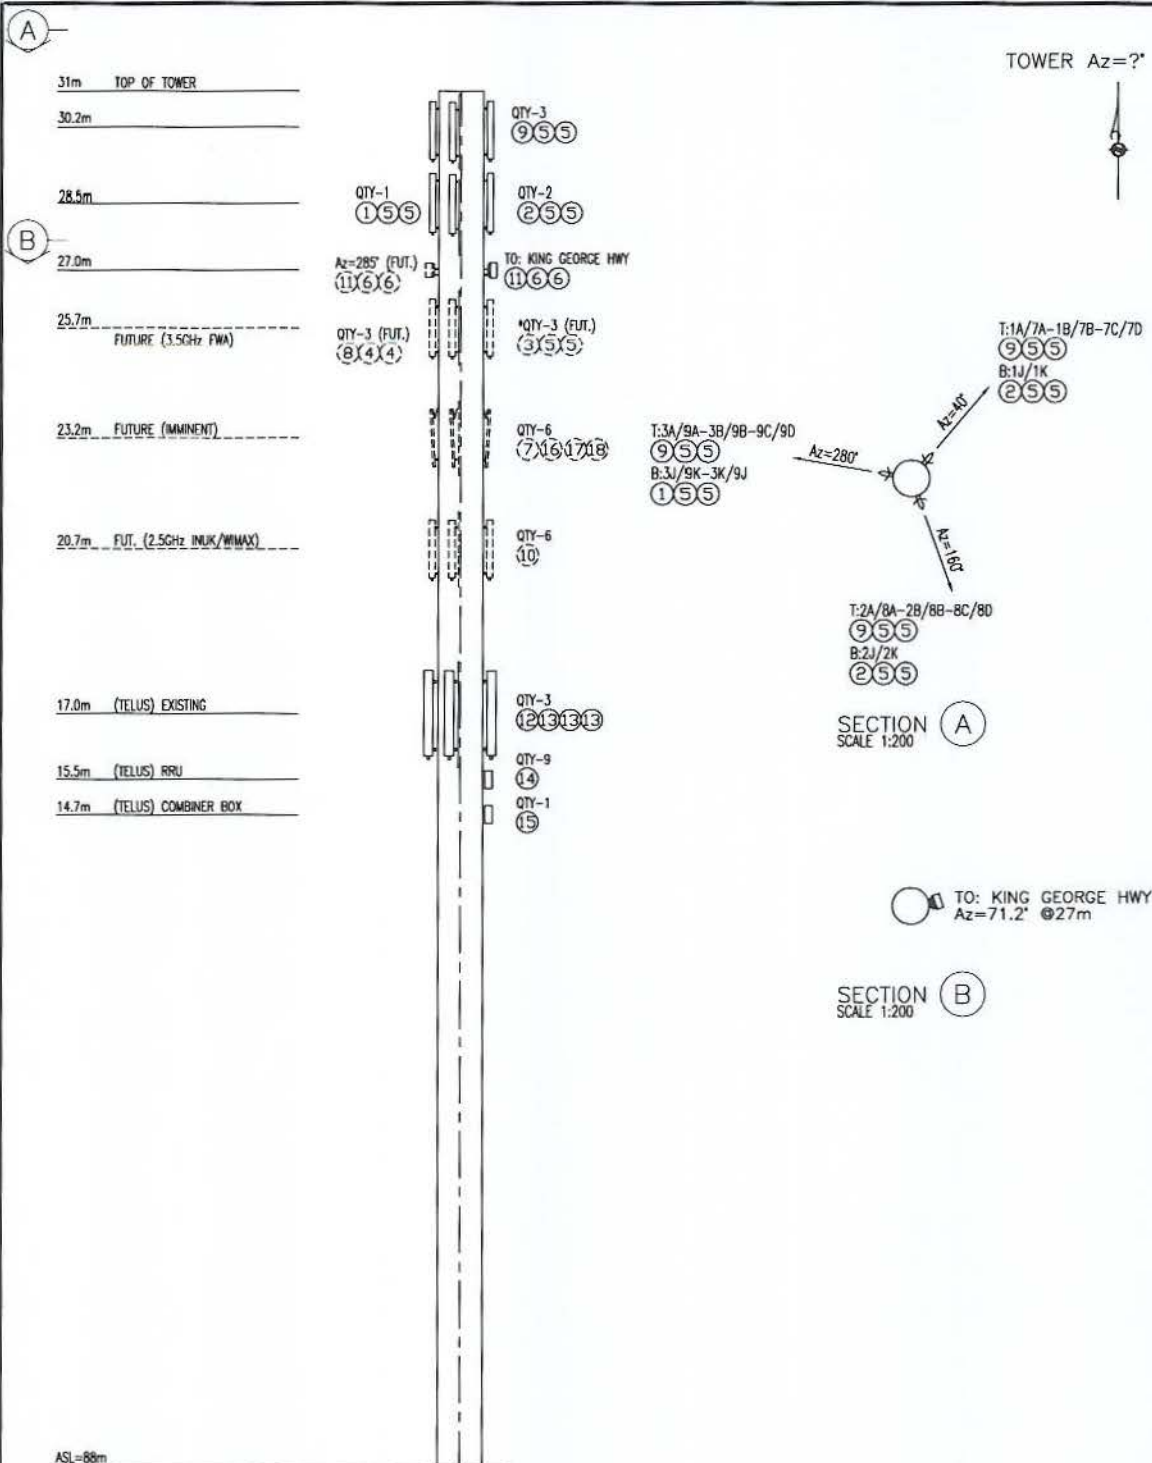 A
TOWER Az=?°
31m TOP OF TOWER
30.2m
QTY-3
9 5 5
28.5m
QTY-1
1 5 5
QTY-2
2 5 5
B
27.0m
Az=285° (FUT.)
11 6 6
TO: KING GEORGE HWY
11 6 6
25.7m
FUTURE (3.5GHz FWA)
QTY-3 (FUT.)
8 4 4
*QTY-3 (FUT.)
3 5 5
T:1A/7A-1B/7B-7C/7D
9 5 5
B:1J/1K
2 5 5
Az=40°
23.2m FUTURE (IMMINENT)
QTY-6
7 16 17 18
T:3A/9A-3B/9B-9C/9D
9 5 5
B:3J/9K-3K/9J
1 5 5
Az=280°
20.7m FUT. (2.5GHz INUK/WIMAX)
QTY-6
10
Az=160°
T:2A/8A-2B/8B-8C/8D
9 5 5
B:2J/2K
2 5 5
17.0m (TELUS) EXISTING
QTY-3
12 13 13 13
SECTION A
SCALE 1:200
15.5m (TELUS) RRU
QTY-9
14
14.7m (TELUS) COMBINER BOX
QTY-1
15
TO: KING GEORGE HWY
Az=71.2° @27m
SECTION B
SCALE 1:200
ASL=88m